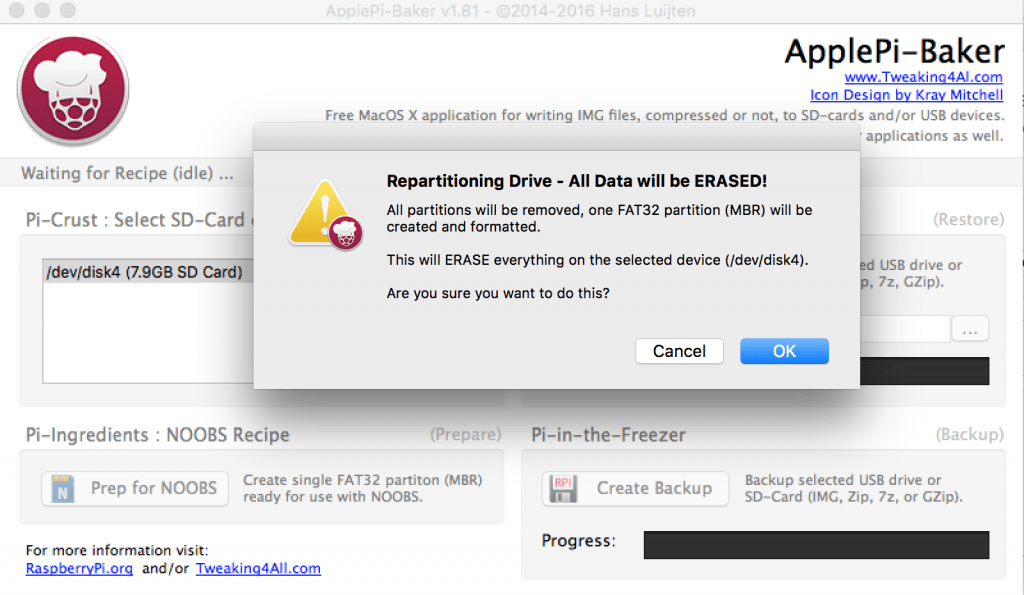 ApplePi-Baker v1.81 - ©2014-2016 Hans Luijten
ApplePi-Baker
www.Tweaking4Al.com
Icon Design by Kray Mitchell
Free MacOS X application for writing IMG files, compressed or not, to SD-cards and/or USB devices.
applications as well.
Waiting for Recipe (idle) ...
Pi-Crust : Select SD-Card
(Restore)
/dev/disk4 (7.9GB SD Card)
USB drive or
7z, GZip).
...
Repartitioning Drive - All Data will be ERASED!
All partitions will be removed, one FAT32 partition (MBR) will be
created and formatted.
This will ERASE everything on the selected device (/dev/disk4).
Are you sure you want to do this?
Cancel
OK
Pi-Ingredients : NOOBS Recipe
(Prepare)
N
Prep for NOOBS
Create single FAT32 partiton (MBR)
ready for use with NOOBS.
For more information visit:
RaspberryPi.org and/or Tweaking4All.com
Pi-in-the-Freezer
(Backup)
RPI
Create Backup
Backup selected USB drive or
SD-Card (IMG, Zip, 7z, or GZip).
Progress: